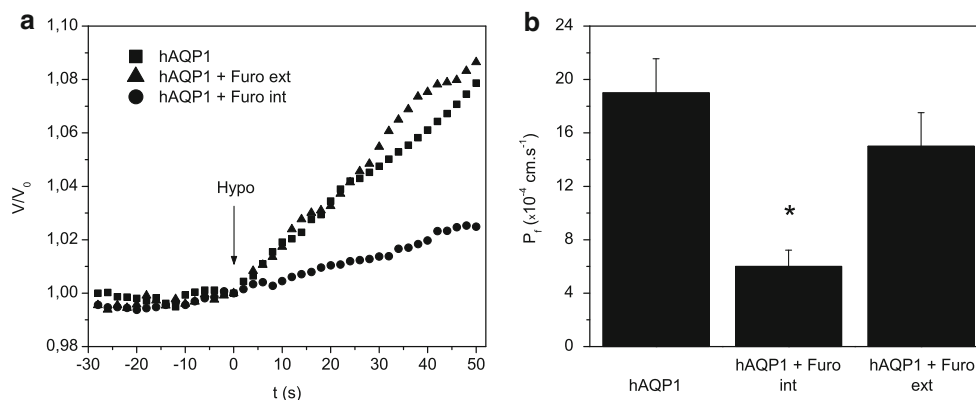 a
1,10
1,08
1,06
1,04
1,02
1,00
0,98
V/V0
hAQP1
hAQP1 + Furo ext
hAQP1 + Furo int
Hypo
-30 -20 -10 0 10 20 30 40 50
t (s)
b
24
20
16
12
8
4
0
Pf (×10-4 cm.s-1)
*
hAQP1
hAQP1 + Furo
int
hAQP1 + Furo
ext